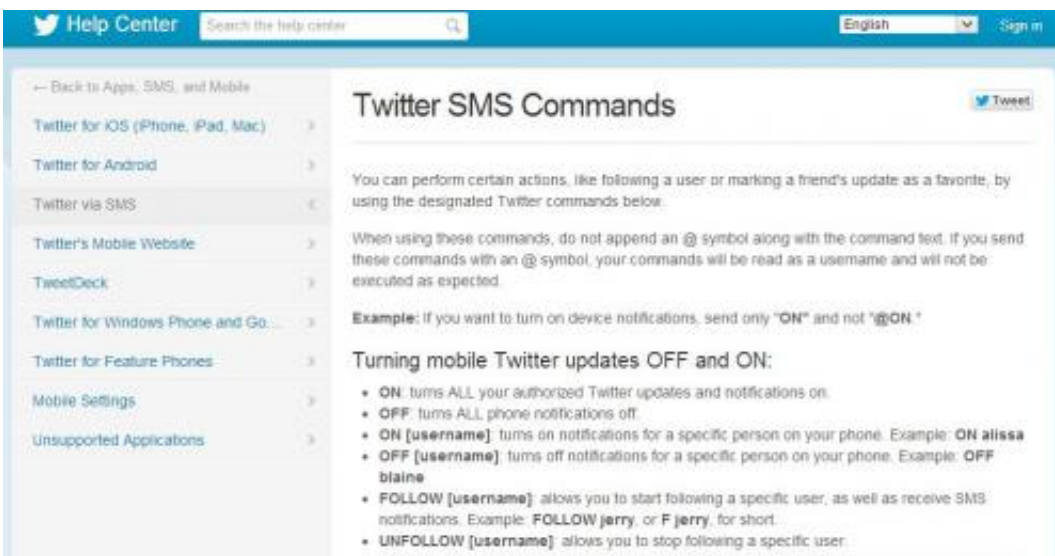 Help Center
Search the help center
English
Sign in
← Back to Apps, SMS, and Mobile
Twitter for iOS (iPhone, iPad, Mac)
Twitter for Android
Twitter via SMS
Twitter's Mobile Website
TweetDeck
Twitter for Windows Phone and Go...
Twitter for Feature Phones
Mobile Settings
Unsupported Applications
Twitter SMS Commands
Tweet
You can perform certain actions, like following a user or marking a friend's update as a favorite, by
using the designated Twitter commands below.
When using these commands, do not append an @ symbol along with the command text. If you send
these commands with an @ symbol, your commands will be read as a username and will not be
executed as expected.
Example: If you want to turn on device notifications, send only "ON" and not "@ON."
Turning mobile Twitter updates OFF and ON:
• ON: turns ALL your authorized Twitter updates and notifications on.
• OFF: turns ALL phone notifications off.
• ON [username]: turns on notifications for a specific person on your phone. Example: ON alissa
• OFF [username]: turns off notifications for a specific person on your phone. Example: OFF
blaine
• FOLLOW [username]: allows you to start following a specific user, as well as receive SMS
notifications. Example: FOLLOW jerry, or F jerry, for short.
• UNFOLLOW [username]: allows you to stop following a specific user.